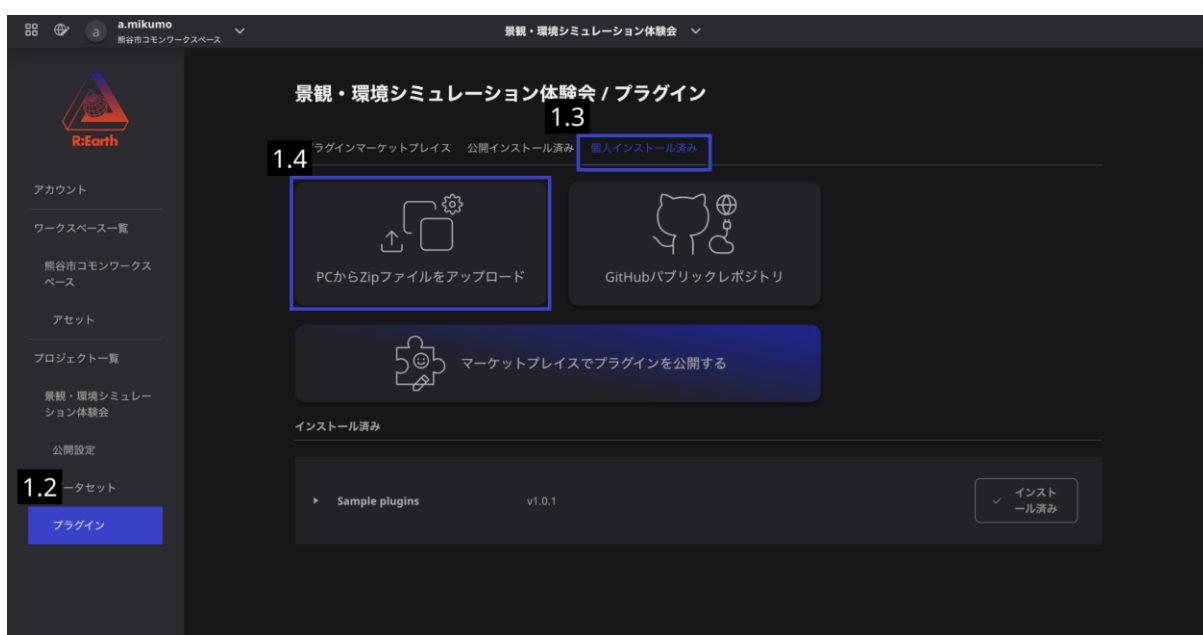 a
a.mikumo
熊谷市コモンワークスペース
景観・環境シミュレーション体験会
R:Earth
アカウント
ワークスペース一覧
熊谷市コモンワークス
ペース
アセット
プロジェクト一覧
景観・環境シミュレー
ション体験会
公開設定
1.2
ータセット
プラグイン
景観・環境シミュレーション体験会 / プラグイン
1.3
1.4
ラグインマーケットプレイス 公開インストール済み 個人インストール済み
PCからZipファイルをアップロード
GitHubパブリックレポジトリ
マーケットプレイスでプラグインを公開する
インストール済み
Sample plugins v1.0.1
インスト
ール済み